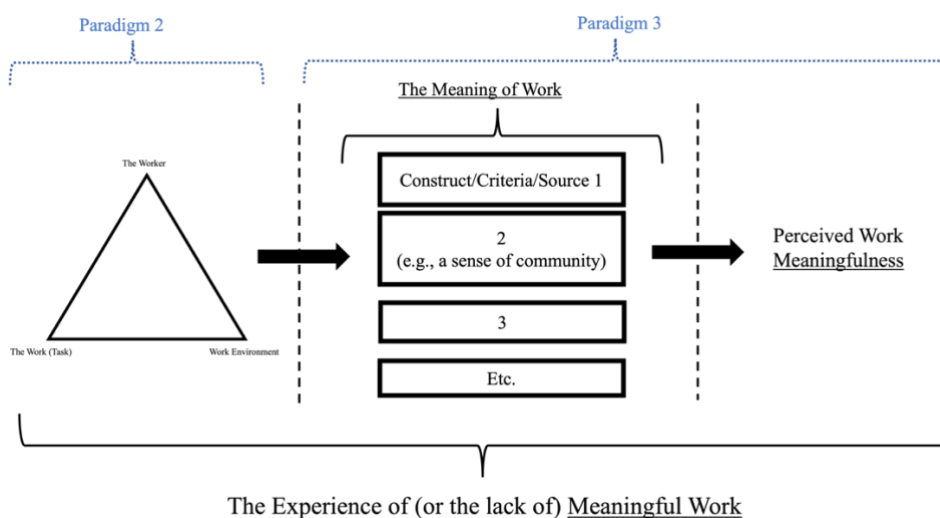 Paradigm 2
Paradigm 3
The Meaning of Work
The Worker
Construct/Criteria/Source 1
2
(e.g., a sense of community)
Perceived Work
Meaningfulness
3
The Work (Task)
Work Environment
Etc.
The Experience of (or the lack of) Meaningful Work